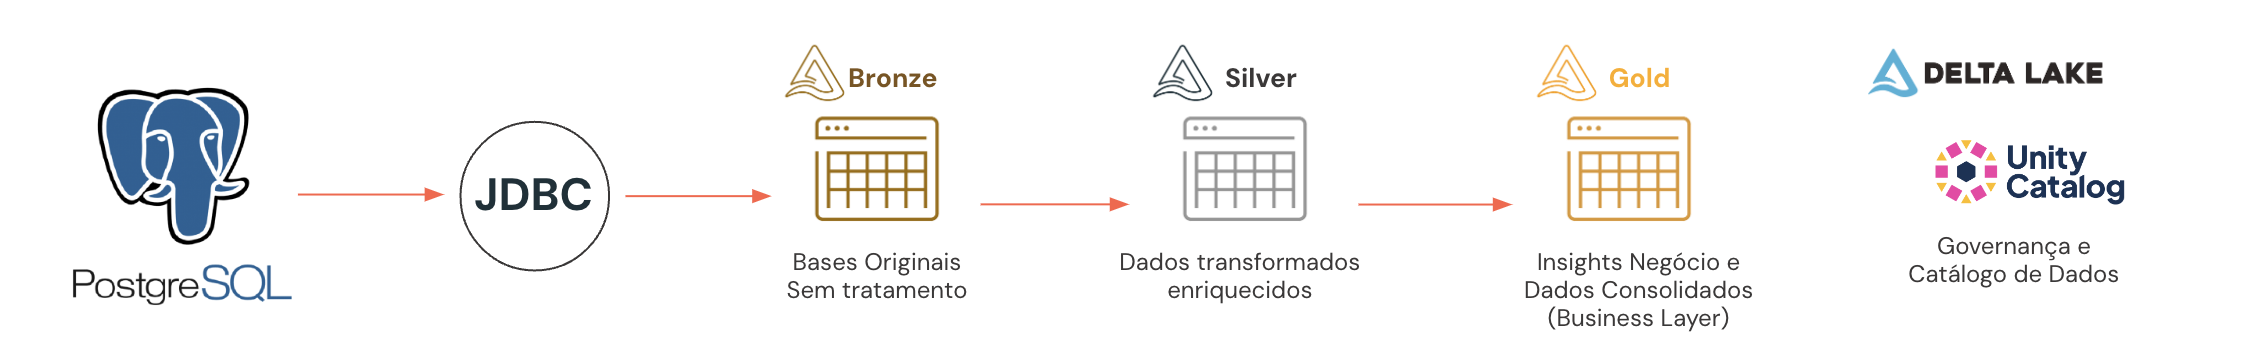 PostgreSQL
JDBC
Bronze
Bases Originais
Sem tratamento
Silver
Dados transformados
enriquecidos
Gold
Insights Negócio e
Dados Consolidados
(Business Layer)
DELTA LAKE
Unity
Catalog
Governança e
Catálogo de Dados